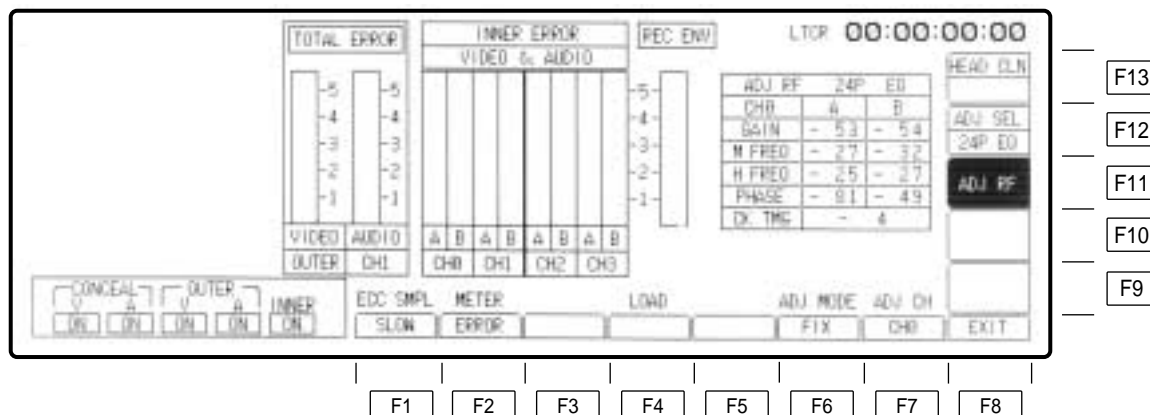 TOTAL ERROR
INNER ERROR
VIDEO & AUDIO
REC ENV
LTCR 00:00:00:00
-5 -5 -5-
-4 -4 -4-
-3 -3 -3-
-2 -2 -2-
-1 -1 -1-
VIDEO AUDIO
OUTER CH1
A B A B A B A B
CH0 CH1 CH2 CH3
ADJ RF 24P EQ
CH0 A B
GAIN - 53 - 54
M FREQ - 27 - 32
H FREQ - 25 - 27
PHASE - 81 - 49
CK TMG - 4
HEAD CLN
ADJ SEL
24P EQ
ADJ RF
F13
F12
F11
F10
F9
CONCEAL OUTER
V A V A INNER
ON ON ON ON ON
EDC SMPL METER LOAD ADJ MODE ADJ CH
SLOW ERROR FIX CH0 EXIT
F1 F2 F3 F4 F5 F6 F7 F8